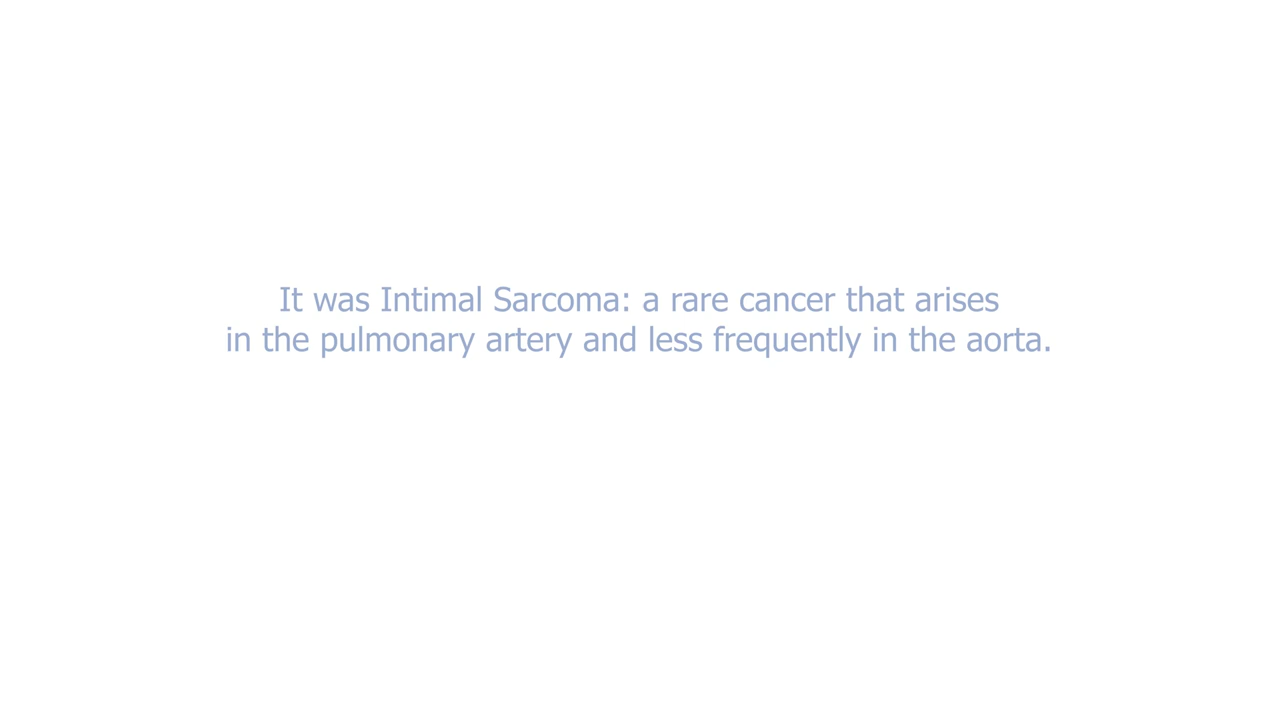 It was Intimal Sarcoma: a rare cancer that arises
in the pulmonary artery and less frequently in the aorta.